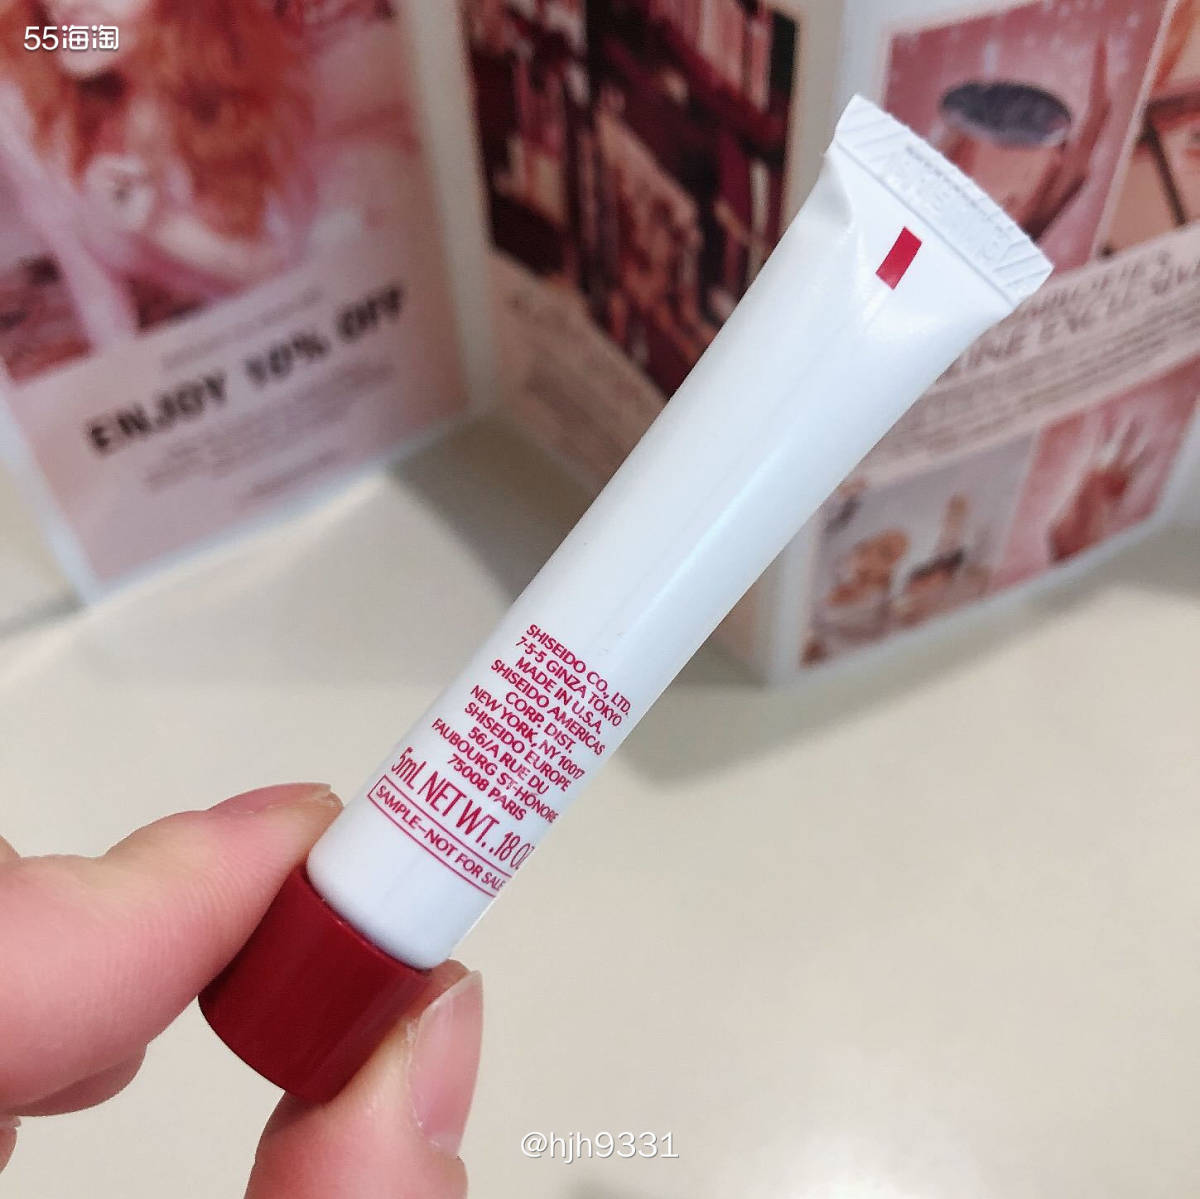 55海淘
ENJOY 10% OFF
SHISEIDO CO., LTD.
7-5-5 GINZA TOKYO
MADE IN U.S.A.
SHISEIDO AMERICAS
CORP. DIST.
NEW YORK, NY 10017
SHISEIDO EUROPE
56/A RUE DU
FAUBOURG ST-HONORE
75008 PARIS
5mL NET WT. .18 OZ
SAMPLE-NOT FOR SALE
@hjh9331